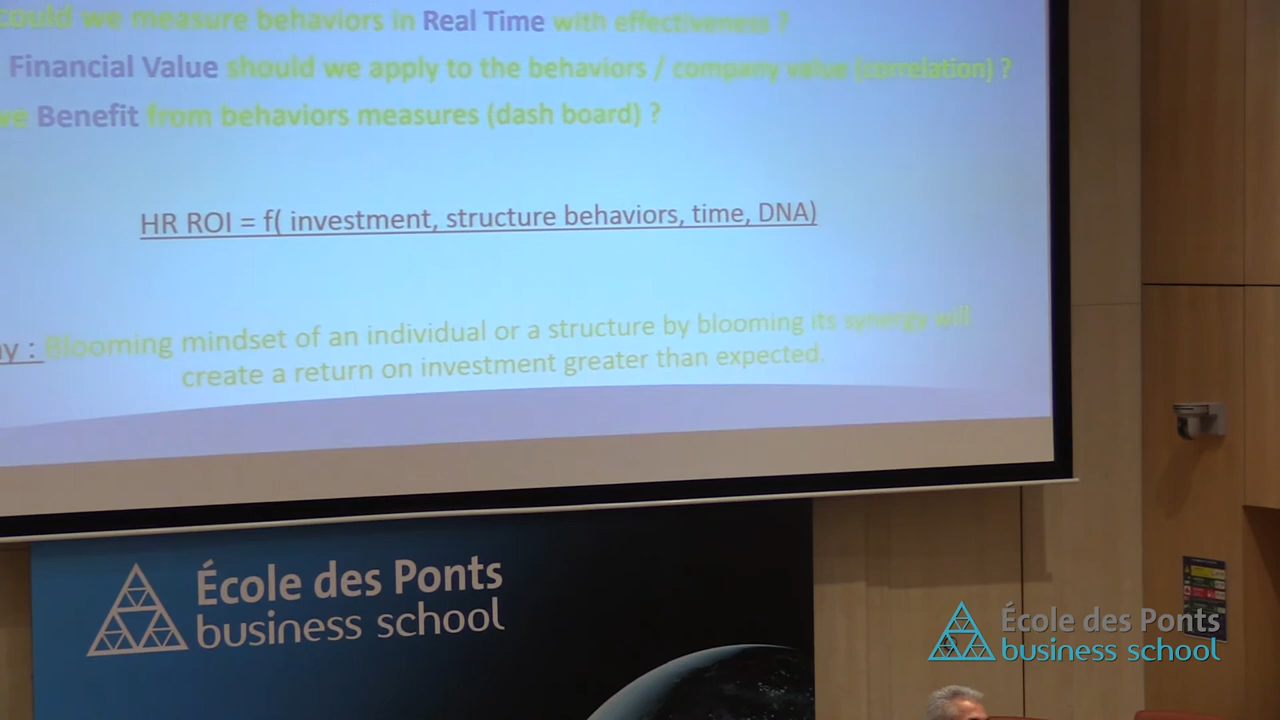 could we measure behaviors in Real Time with effectiveness ?
Financial Value should we apply to the behaviors / company value (correlation) ?
we Benefit from behaviors measures (dash board) ?
HR ROI = f( investment, structure behaviors, time, DNA)
Blooming mindset of an individual or a structure by blooming its synergy will
create a return on investment greater than expected.
École des Ponts
business school
École des Ponts
business school